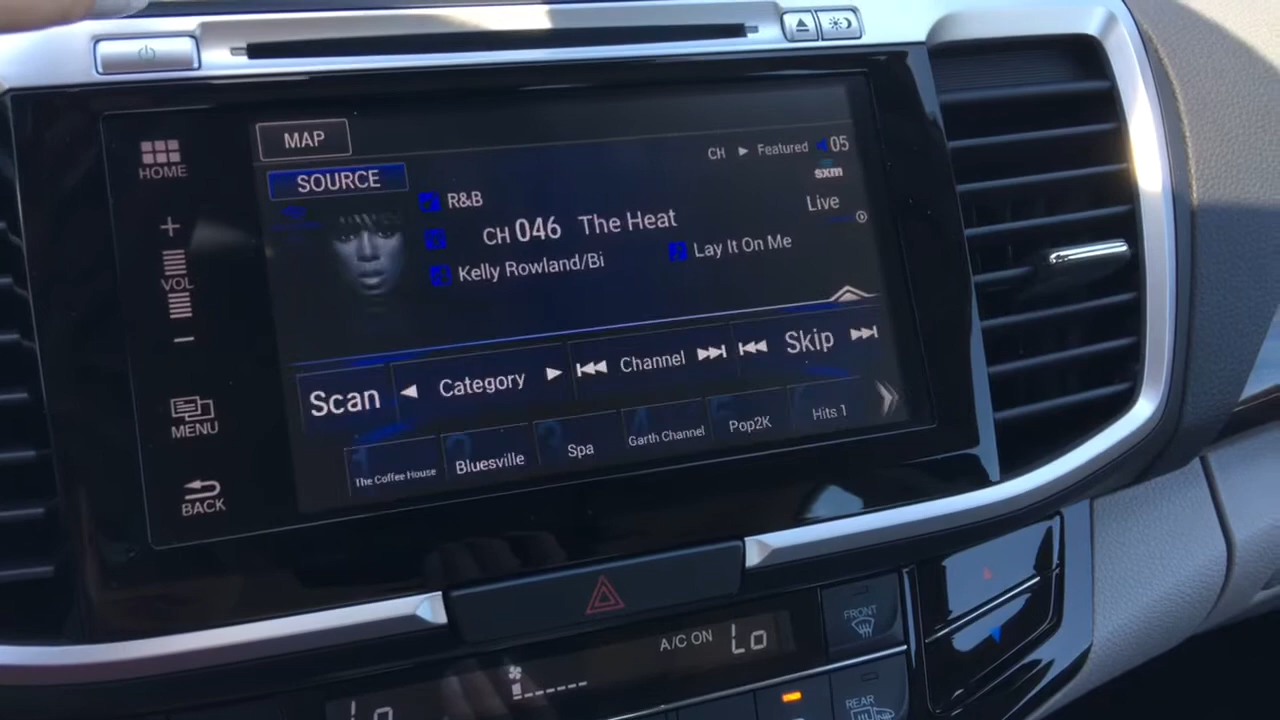 HOME
+
VOL
−
MENU
BACK
MAP
SOURCE
CH ► Featured
05
sxm
R&B
Live
CH 046 The Heat
Kelly Rowland/Bi
Lay It On Me
Scan
Category
Channel
Skip
The Coffee House
Bluesville
Spa
Garth Channel
Pop2K
Hits 1
A/C ON Lo
Lo
FRONT
REAR